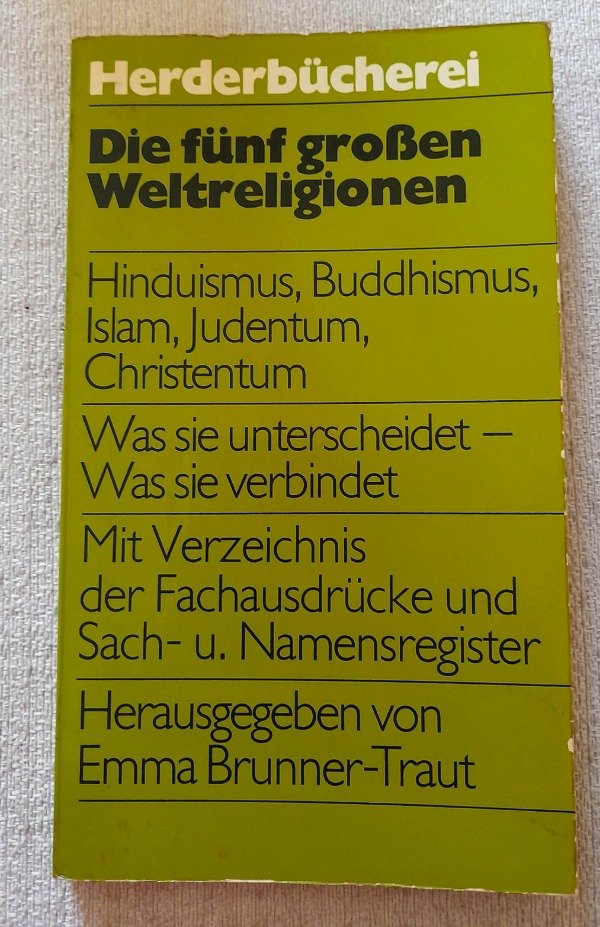 Herderbücherei
Die fünf großen
Weltreligionen
Hinduismus, Buddhismus,
Islam, Judentum,
Christentum
Was sie unterscheidet –
Was sie verbindet
Mit Verzeichnis
der Fachausdrücke und
Sach- u. Namensregister
Herausgegeben von
Emma Brunner-Traut